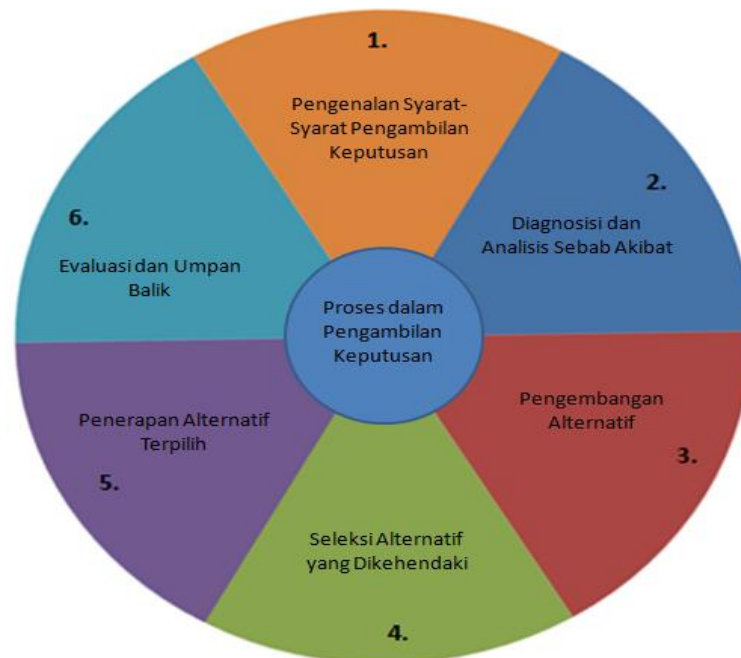 1.
Pengenalan Syarat-
Syarat Pengambilan
Keputusan
2.
Diagnosisi dan
Analisis Sebab Akibat
Pengembangan
Alternatif
3.
Seleksi Alternatif
yang Dikehendaki
4.
Penerapan Alternatif
Terpilih
5.
6.
Evaluasi dan Umpan
Balik
Proses dalam
Pengambilan
Keputusan